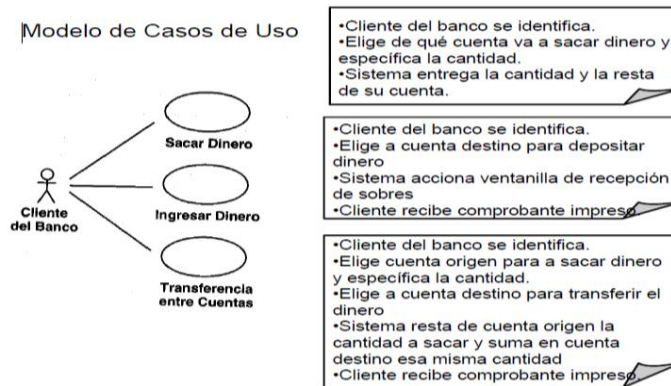 Modelo de Casos de Uso
Sacar Dinero
Cliente
del Banco
Ingresar Dinero
Transferencia
entre Cuentas
•Cliente del banco se identifica.
•Elige de qué cuenta va a sacar dinero y
específica la cantidad.
•Sistema entrega la cantidad y la resta
de su cuenta.
•Cliente del banco se identifica.
•Elige a cuenta destino para depositar
dinero
•Sistema acciona ventanilla de recepción
de sobres
•Cliente recibe comprobante impreso
•Cliente del banco se identifica.
•Elige cuenta origen para a sacar dinero
y específica la cantidad.
•Elige a cuenta destino para transferir el
dinero
•Sistema resta de cuenta origen la
cantidad a sacar y suma en cuenta
destino esa misma cantidad
•Cliente recibe comprobante impreso.